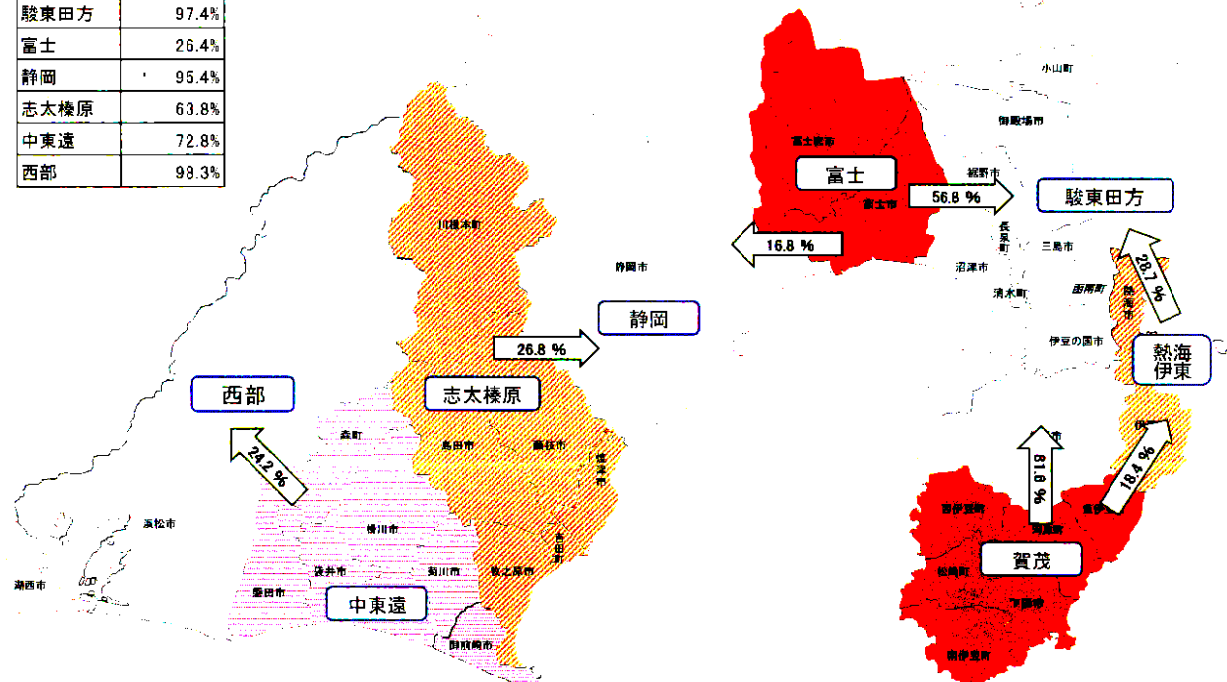 駿東田方 97.4%
富士 26.4%
静岡 95.4%
志太榛原 63.8%
中東遠 72.8%
西部 98.3%
小山町
御殿場市
富士宮市
富士
裾野市
富士市
56.8 %
駿東田方
16.8 %
長泉町
三島市
沼津市
清水町
函南町
熱海市
28.7 %
伊豆の国市
熱海
伊東
川根本町
静岡市
静岡
26.8 %
西部
志太榛原
森町
島田市
藤枝市
焼津市
24.2 %
81.6 %
18.4 %
浜松市
掛川市
吉田町
湖西市
袋井市
菊川市
牧之原市
磐田市
中東遠
御前崎市
西伊豆町
東伊豆
河津町
賀茂
松崎町
下田市
南伊豆町